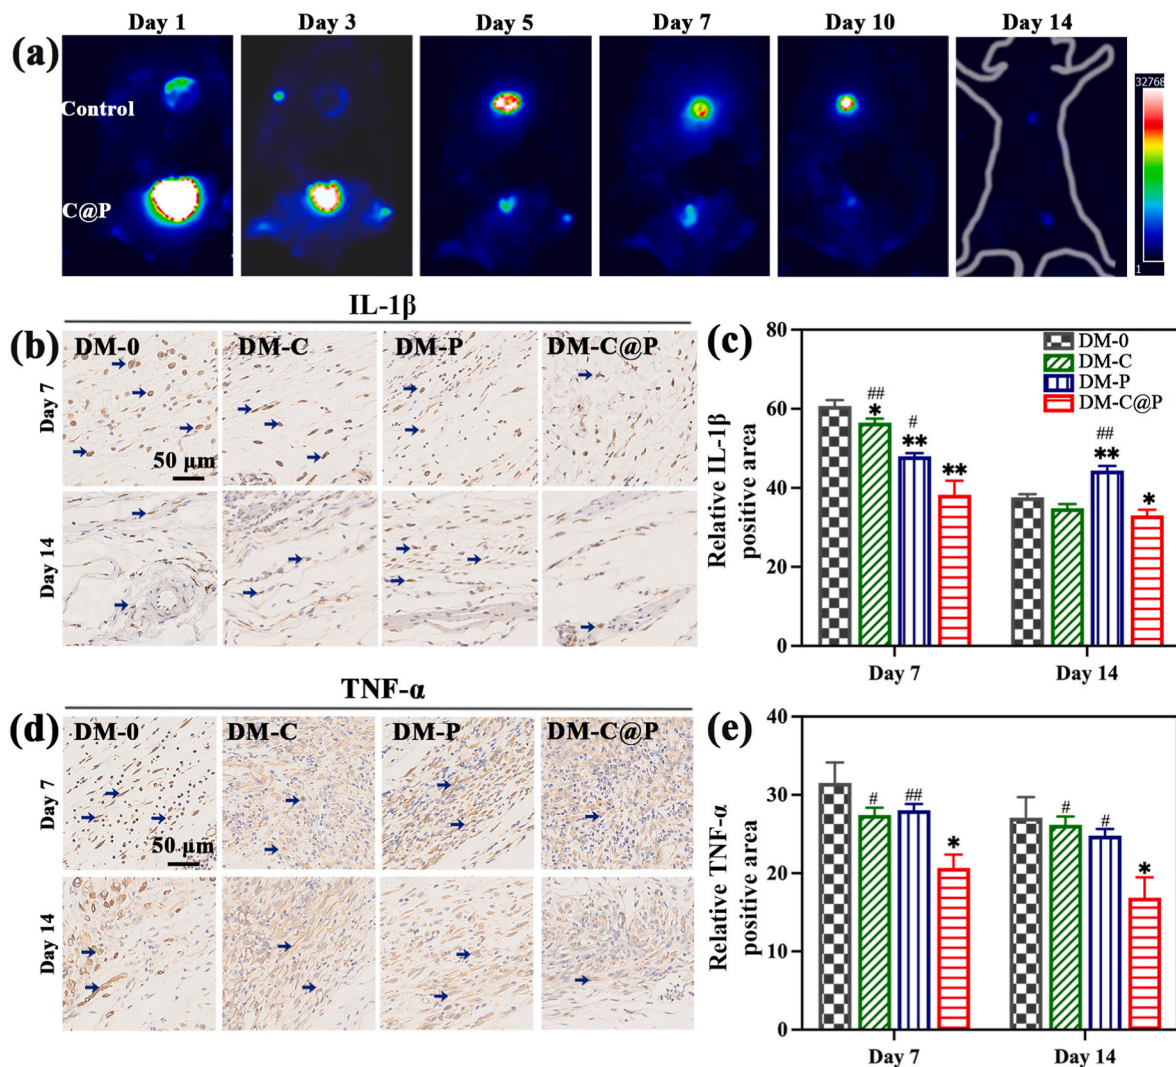 (a)
Day 1 Day 3 Day 5 Day 7 Day 10 Day 14
Control
C@P
32768
1
IL-1β
(b)
DM-0 DM-C DM-P DM-C@P
Day 7
50 μm
Day 14
(c)
Relative IL-1β
positive area
80
60
40
20
0
DM-0
DM-C
DM-P
DM-C@P
## # ##
* ** ** ** *
Day 7 Day 14
TNF-α
(d)
DM-0 DM-C DM-P DM-C@P
Day 7
50 μm
Day 14
(e)
Relative TNF-α
positive area
40
30
20
10
0
# ## * # # *
Day 7 Day 14